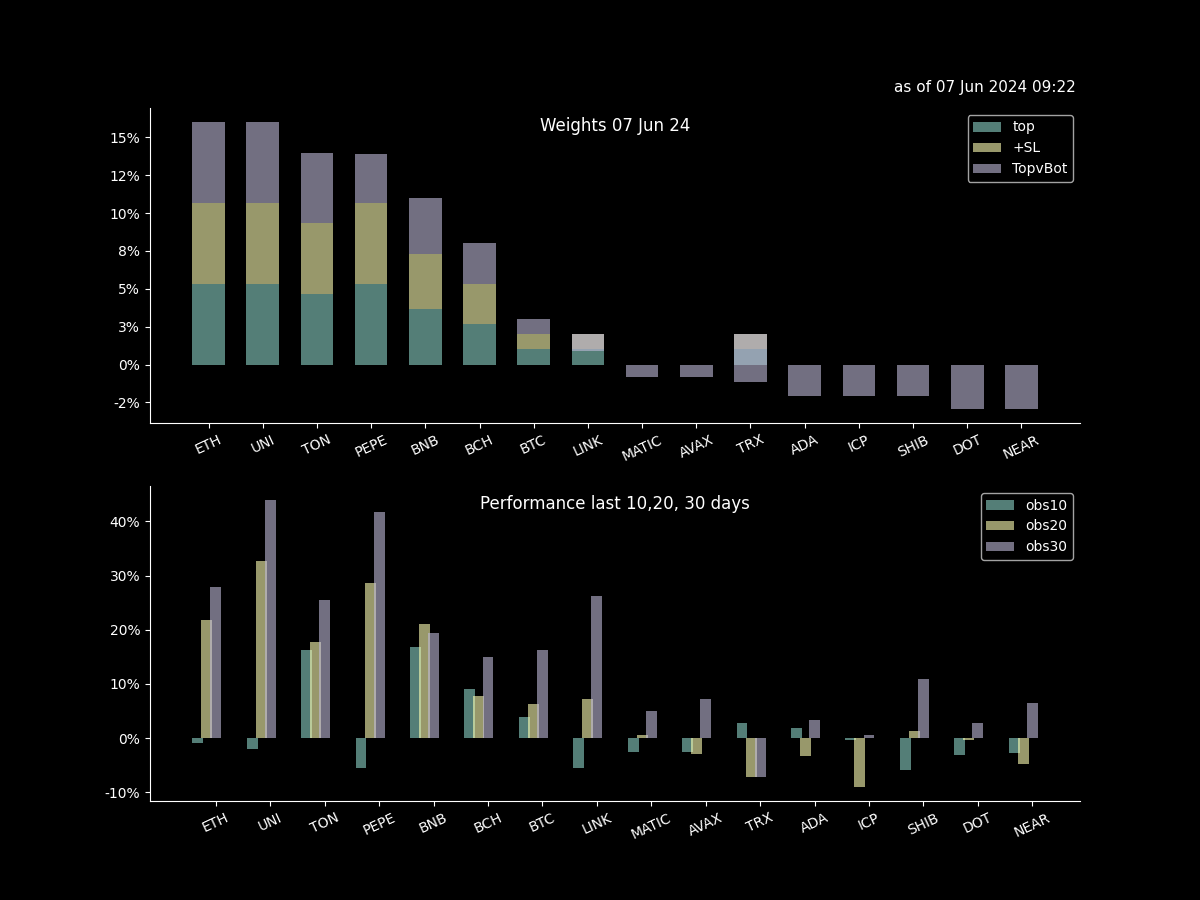 as of 07 Jun 2024 09:22
Weights 07 Jun 24
top
+SL
TopvBot
15%
12%
10%
8%
5%
3%
0%
-2%
ETH UNI TON PEPE BNB BCH BTC LINK MATIC AVAX TRX ADA ICP SHIB DOT NEAR
Performance last 10,20, 30 days
obs10
obs20
obs30
40%
30%
20%
10%
0%
-10%
ETH UNI TON PEPE BNB BCH BTC LINK MATIC AVAX TRX ADA ICP SHIB DOT NEAR